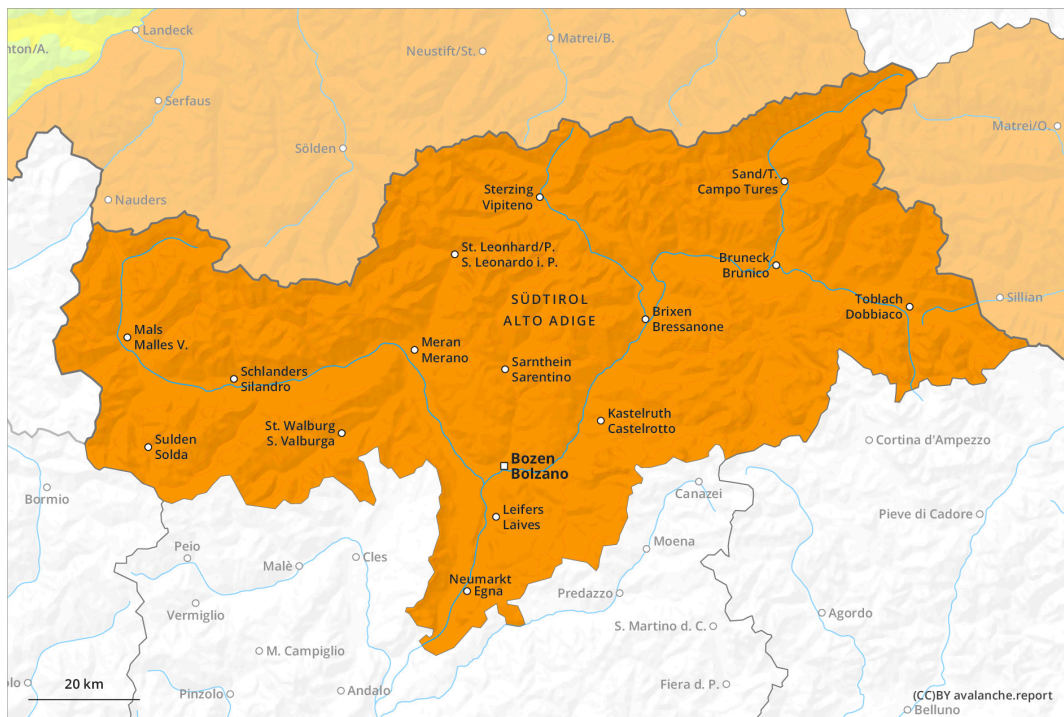 Landeck
nton/A.
Matrei/B.
Neustift/St.
Serfaus
Matrei/O.
Sölden
Sand/T.
Campo Tures
Sterzing
Vipiteno
Nauders
St. Leonhard/P.
S. Leonardo i. P.
Bruneck
Brunico
SÜDTIROL
ALTO ADIGE
Toblach
Dobbiaco
Sillian
Brixen
Bressanone
Mals
Malles V.
Meran
Merano
Sarnthein
Sarentino
Schlanders
Silandro
Kastelruth
Castelrotto
St. Walburg
S. Valburga
Sulden
Solda
Cortina d'Ampezzo
Bozen
Bolzano
Bormio
Canazei
Leifers
Laives
Pieve di Cadore
Moena
Peio
Cles
Malè
Neumarkt
Egna
Predazzo
Vermiglio
Agordo
S. Martino d. C.
M. Campiglio
olo
20 km
Pinzolo
Andalo
Fiera d. P.
(CC)BY avalanche.report
Belluno